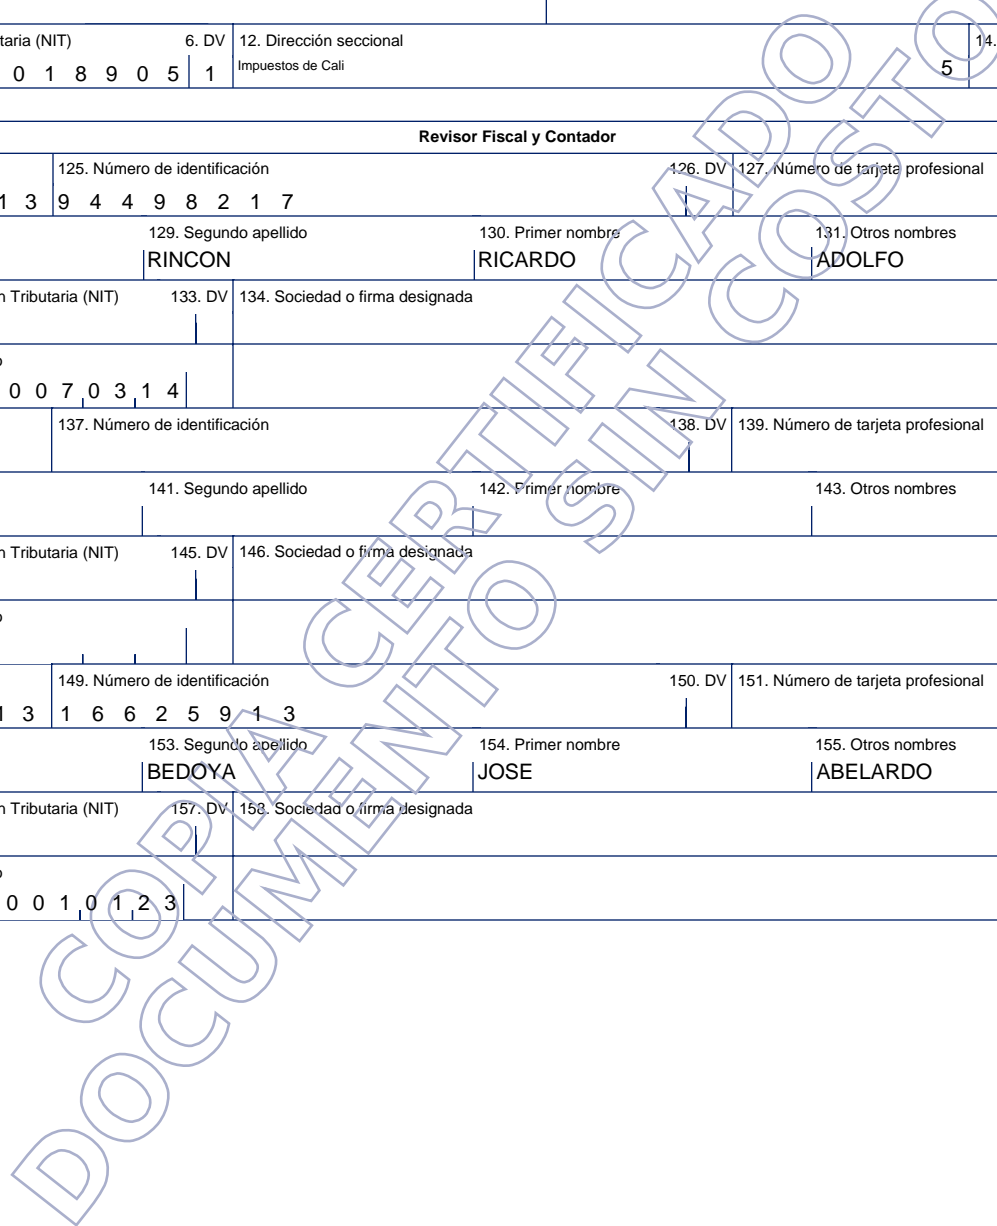 taria (NIT) 6. DV 12. Dirección seccional 14.
0 1 8 9 0 5 1 Impuestos de Cali 5
Revisor Fiscal y Contador
125. Número de identificación 126. DV 127. Número de tarjeta profesional
1 3 9 4 4 9 8 2 1 7
129. Segundo apellido 130. Primer nombre 131. Otros nombres
RINCON RICARDO ADOLFO
n Tributaria (NIT) 133. DV 134. Sociedad o firma designada
o
0 0 7 0 3 1 4
137. Número de identificación 138. DV 139. Número de tarjeta profesional
141. Segundo apellido 142. Primer nombre 143. Otros nombres
n Tributaria (NIT) 145. DV 146. Sociedad o firma designada
o
149. Número de identificación 150. DV 151. Número de tarjeta profesional
1 3 1 6 6 2 5 9 1 3
153. Segundo apellido 154. Primer nombre 155. Otros nombres
BEDOYA JOSE ABELARDO
n Tributaria (NIT) 157. DV 158. Sociedad o firma designada
o
0 0 1 0 1 2 3
COPIA CERTIFICADO
DOCUMENTO SIN COSTO